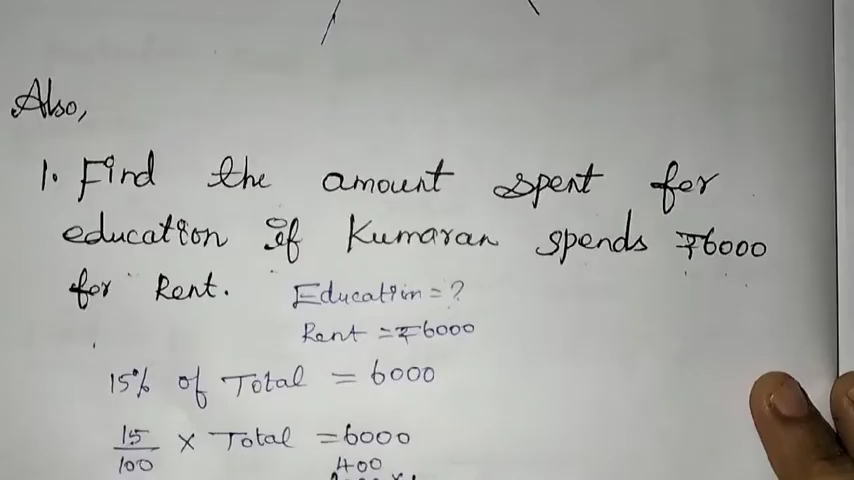 Also,
1. Find the amount spent for
education if Kumaran spends ₹6000
for Rent. Education = ?
Rent = ₹6000
15% of Total = 6000
15/100 × Total = 6000
400